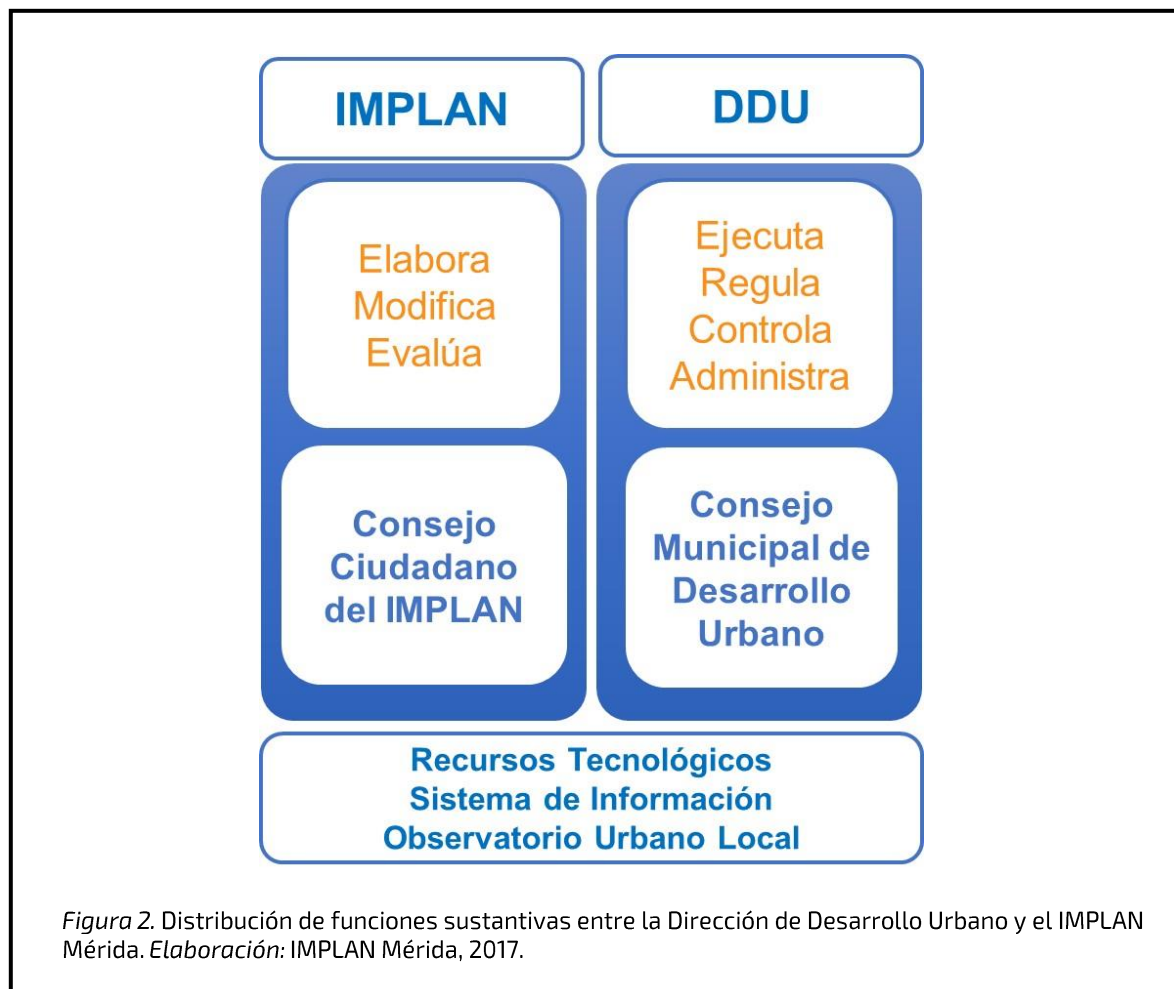 IMPLAN
DDU
Elabora
Modifica
Evalúa
Ejecuta
Regula
Controla
Administra
Consejo
Ciudadano
del IMPLAN
Consejo
Municipal de
Desarrollo
Urbano
Recursos Tecnológicos
Sistema de Información
Observatorio Urbano Local
Figura 2. Distribución de funciones sustantivas entre la Dirección de Desarrollo Urbano y el IMPLAN
Mérida. Elaboración: IMPLAN Mérida, 2017.